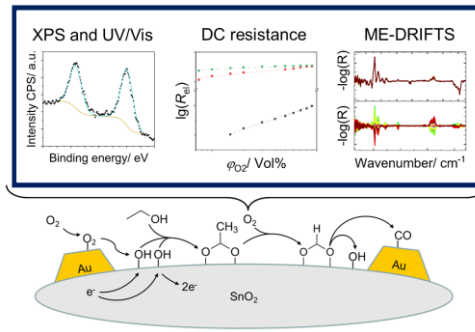 XPS and UV/Vis
DC resistance
ME-DRIFTS
Intensity CPS/ a.u.
Binding energy/ eV
lg(Rel)
φO2/ Vol%
-log(R)
-log(R)
Wavenumber/ cm-1
O2
O2
Au
OH
OH
OH
CH3
O
O
O2
H
O
O
OH
CO
Au
e-
2e-
SnO2